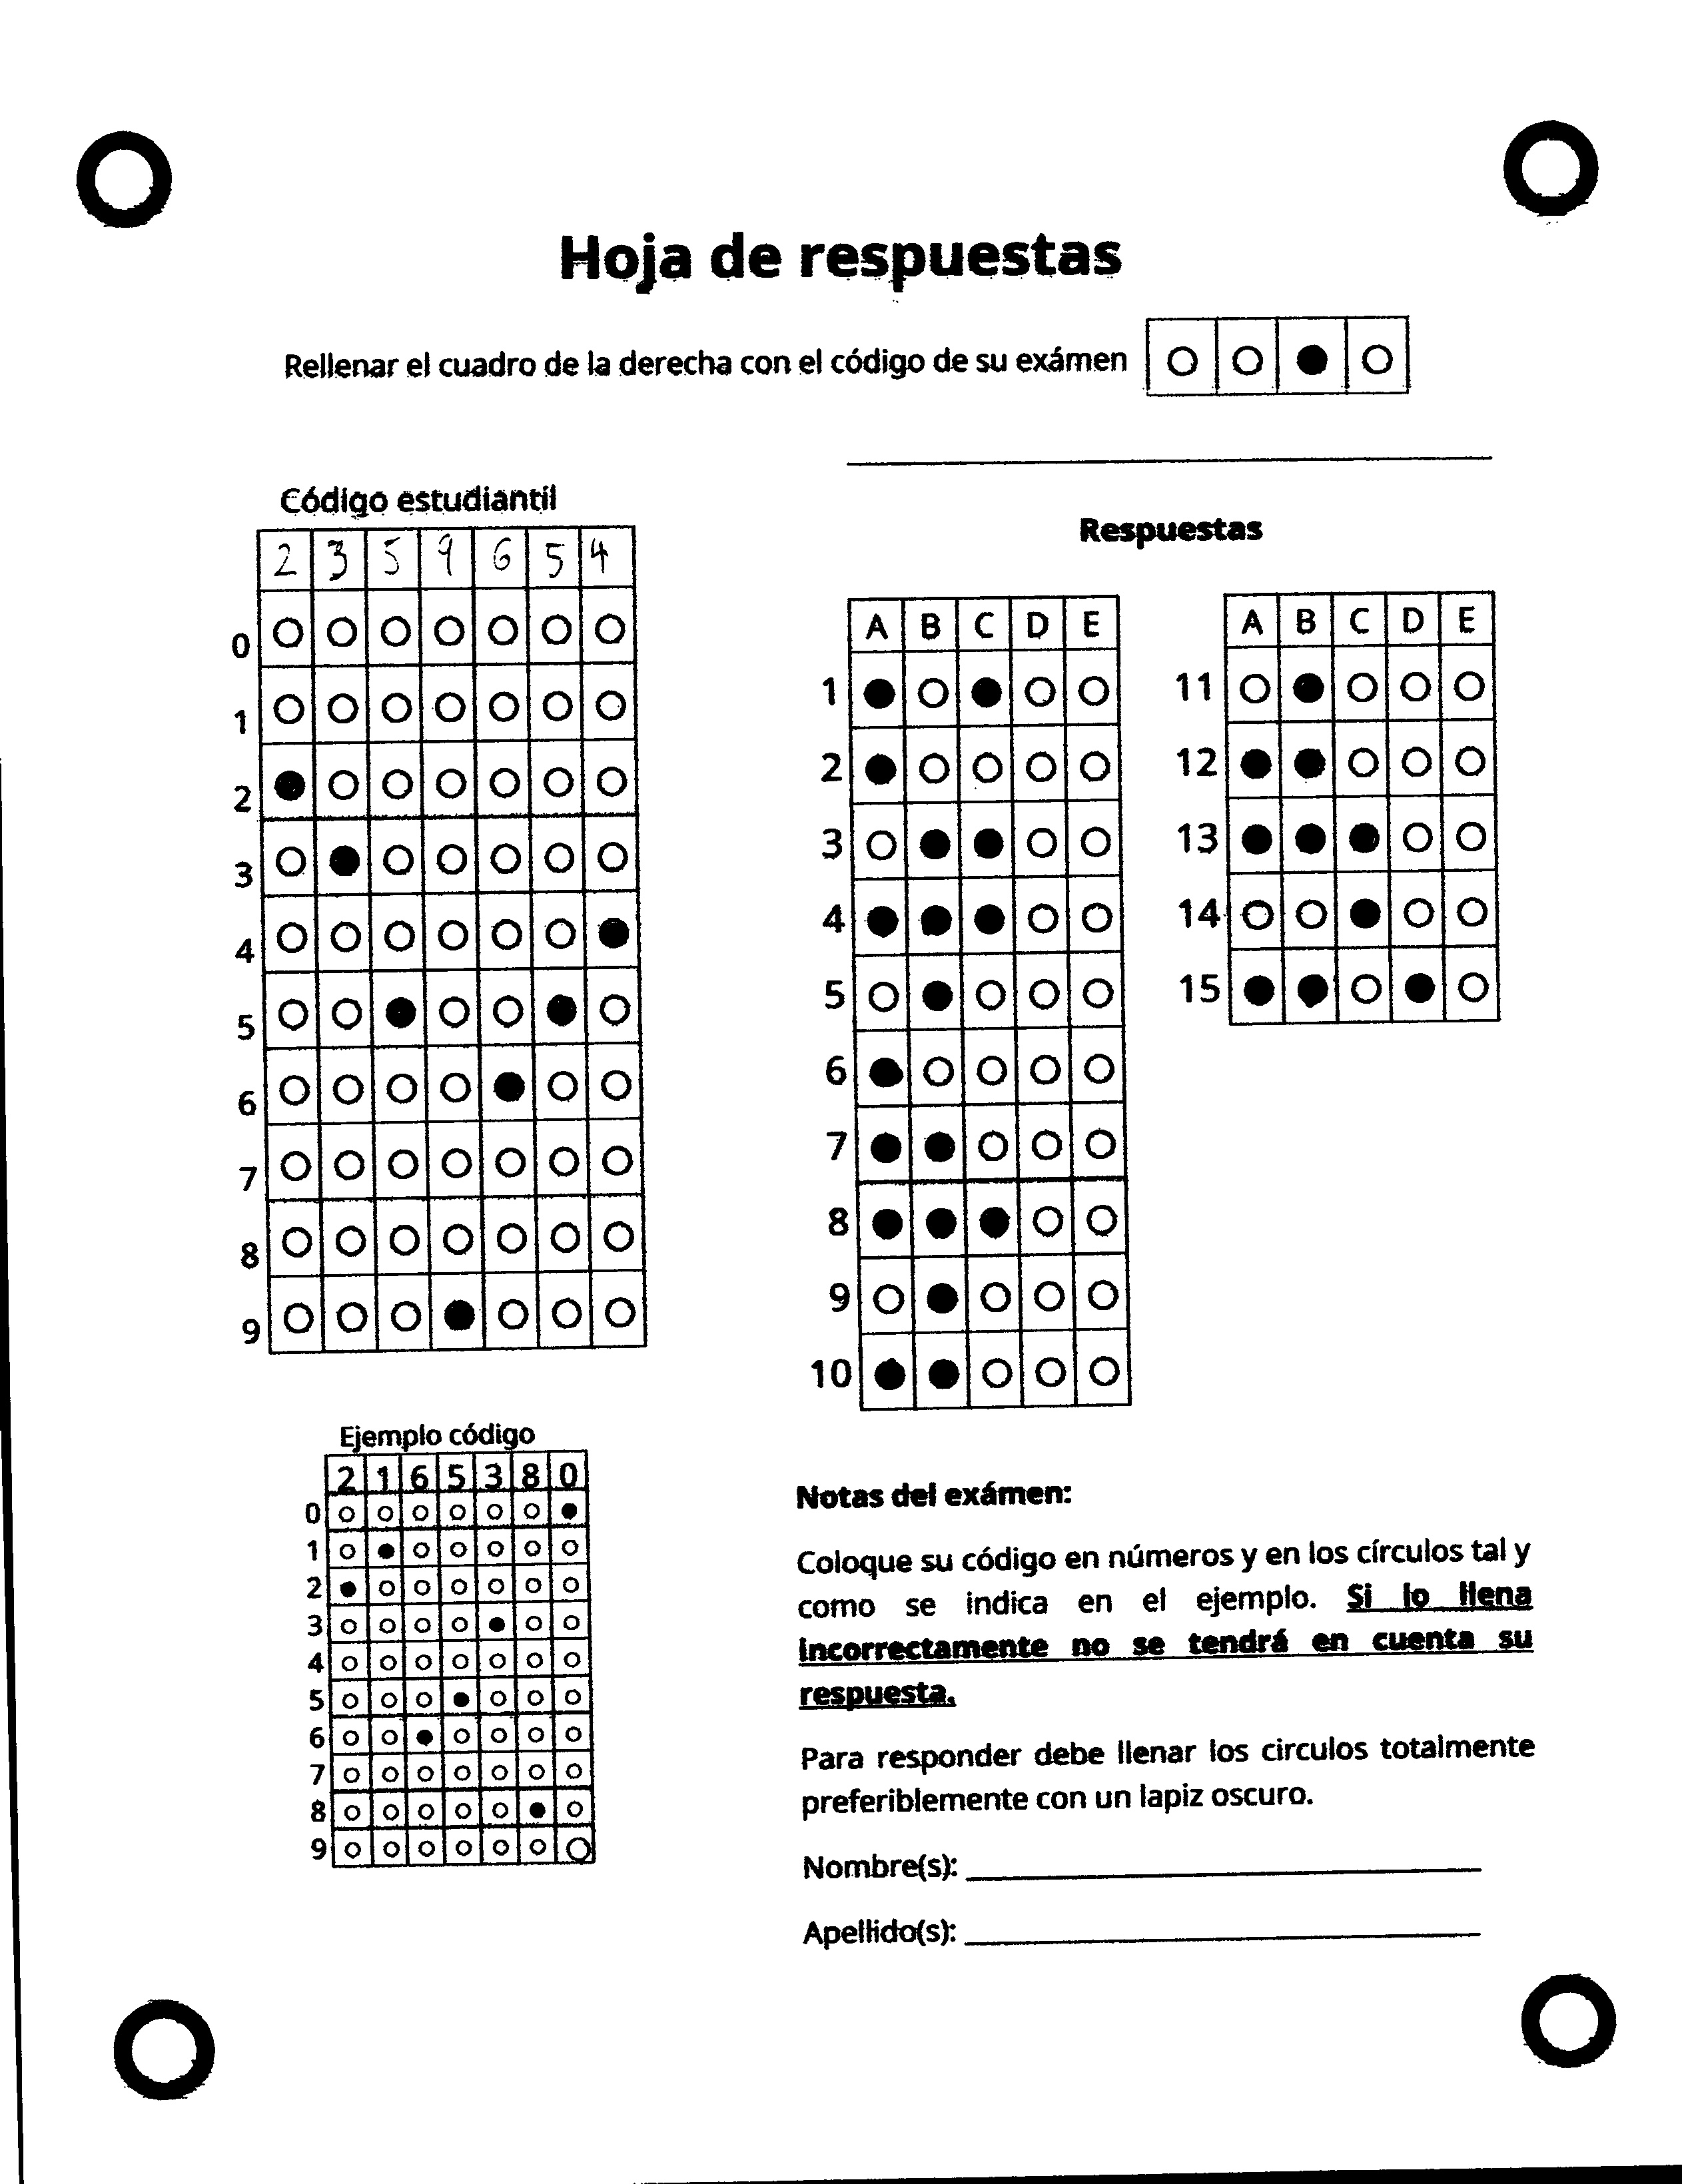 Hoja de respuestas
Rellenar el cuadro de la derecha con el código de su exámen
Código estudiantil
2 3 5 9 6 5 4
0
1
2
3
4
5
6
7
8
9
Respuestas
A B C D E
1
2
3
4
5
6
7
8
9
10
A B C D E
11
12
13
14
15
Ejemplo código
2 1 6 5 3 8 0
0
1
2
3
4
5
6
7
8
9
Notas del exámen:
Coloque su código en números y en los círculos tal y
como se indica en el ejemplo. Si lo llena
incorrectamente no se tendrá en cuenta su
respuesta.
Para responder debe llenar los circulos totalmente
preferiblemente con un lapiz oscuro.
Nombre(s):
Apellido(s):